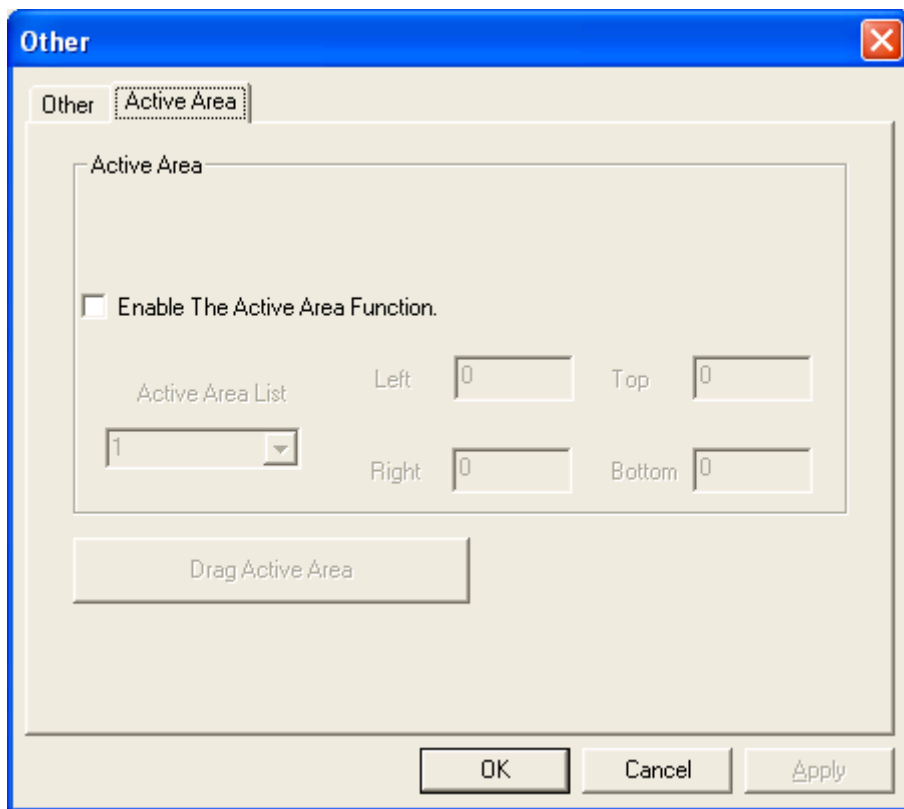 Other
Other Active Area
Active Area
Enable The Active Area Function.
Active Area List Left 0 Top 0
1 Right 0 Bottom 0
Drag Active Area
OK Cancel Apply